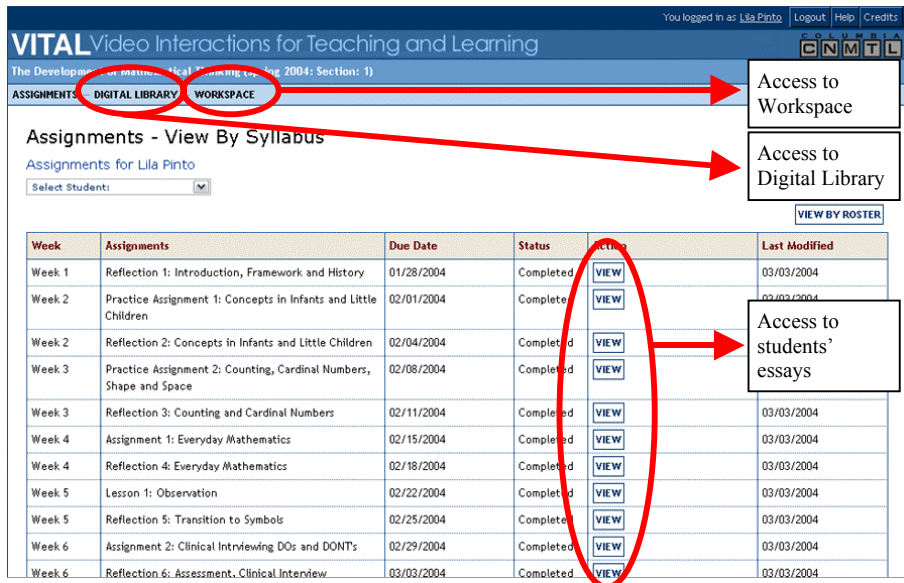 You logged in as Lila Pinto Logout Help Credits
VITAL Video Interactions for Teaching and Learning
COLUMBIA
CNMTL
The Development of Mathematical Thinking (Spring 2004: Section: 1)
ASSIGNMENTS DIGITAL LIBRARY WORKSPACE
Access to
Workspace
Assignments - View By Syllabus
Assignments for Lila Pinto
Access to
Digital Library
Select Student:
VIEW BY ROSTER
Week Assignments Due Date Status Action Last Modified
Week 1 Reflection 1: Introduction, Framework and History 01/28/2004 Completed VIEW 03/03/2004
Week 2 Practice Assignment 1: Concepts in Infants and Little 02/01/2004 Completed VIEW 03/03/2004
Children
Week 2 Reflection 2: Concepts in Infants and Little Children 02/04/2004 Completed VIEW
Access to
students'
essays
Week 3 Practice Assignment 2: Counting, Cardinal Numbers, 02/08/2004 Completed VIEW
Shape and Space
Week 3 Reflection 3: Counting and Cardinal Numbers 02/11/2004 Completed VIEW 03/03/2004
Week 4 Assignment 1: Everyday Mathematics 02/15/2004 Completed VIEW 03/03/2004
Week 4 Reflection 4: Everyday Mathematics 02/18/2004 Completed VIEW 03/03/2004
Week 5 Lesson 1: Observation 02/22/2004 Completed VIEW 03/03/2004
Week 5 Reflection 5: Transition to Symbols 02/25/2004 Completed VIEW 03/03/2004
Week 6 Assignment 2: Clinical Intrviewing DOs and DONT's 02/29/2004 Completed VIEW 03/03/2004
Week 6 Reflection 6: Assessment, Clinical Interview 03/03/2004 Completed VIEW 03/03/2004